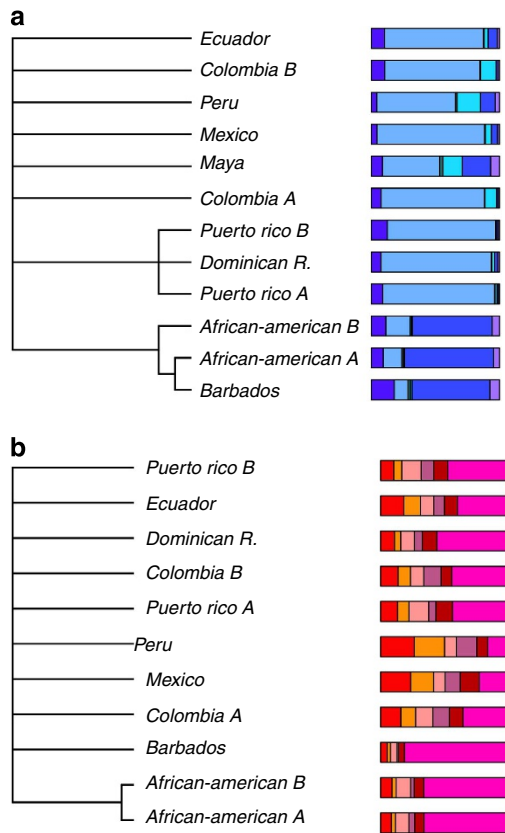 a
Ecuador
Colombia B
Peru
Mexico
Maya
Colombia A
Puerto rico B
Dominican R.
Puerto rico A
African-american B
African-american A
Barbados
b
Puerto rico B
Ecuador
Dominican R.
Colombia B
Puerto rico A
Peru
Mexico
Colombia A
Barbados
African-american B
African-american A